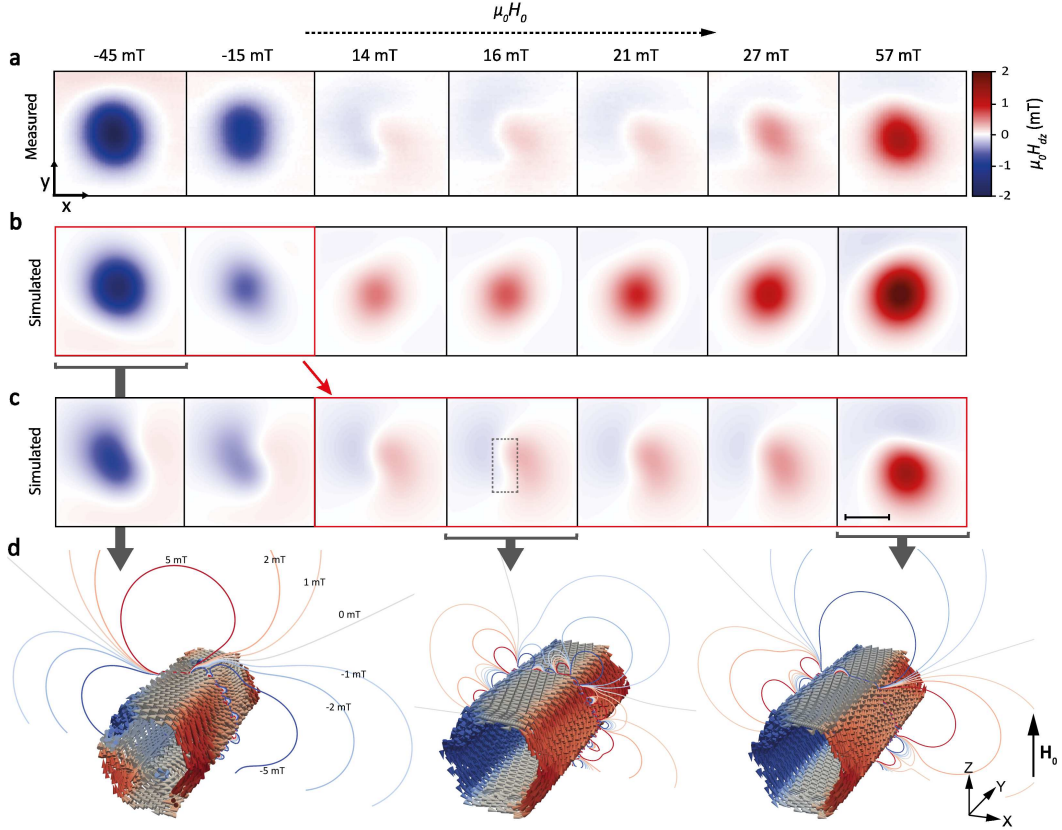 μ₀H₀
-45 mT -15 mT 14 mT 16 mT 21 mT 27 mT 57 mT
a
Measured
y
x
2
1
0
-1
-2
μ₀H_dz (mT)
b
Simulated
c
Simulated
d
5 mT
2 mT
1 mT
0 mT
-1 mT
-2 mT
-5 mT
Z
Y
X
H₀